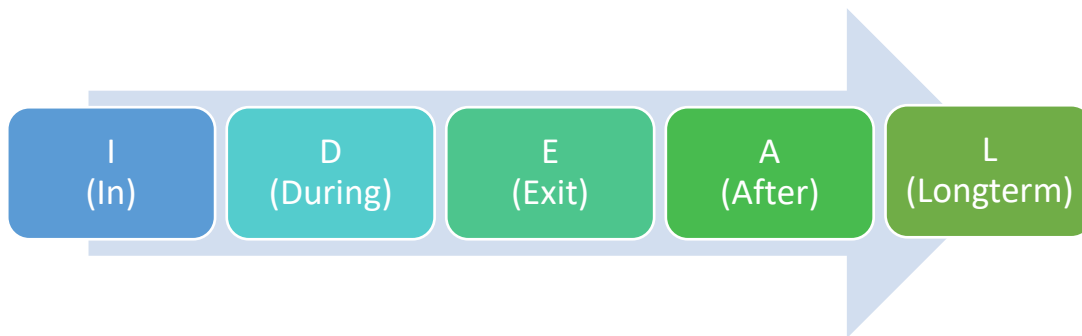 I
(In)
D
(During)
E
(Exit)
A
(After)
L
(Longterm)